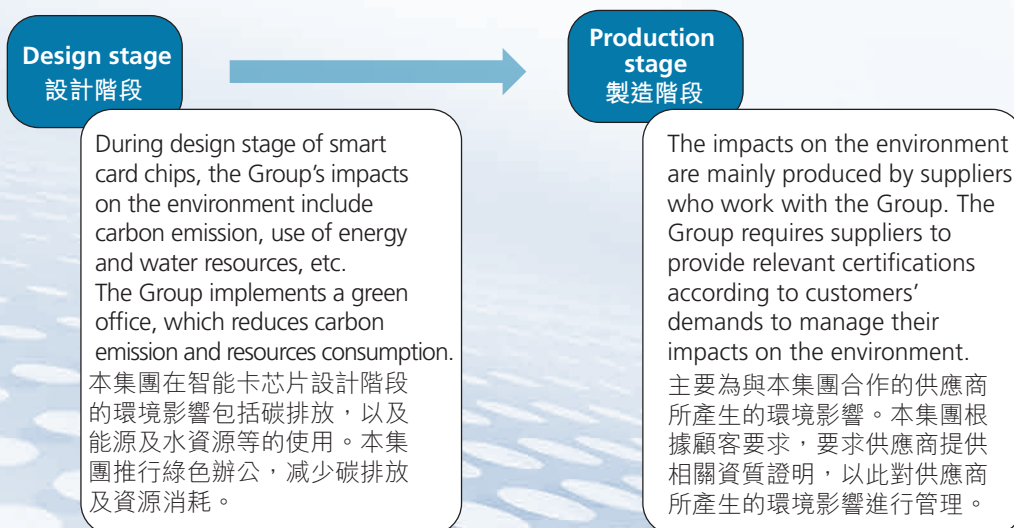 Design stage
設計階段
During design stage of smart
card chips, the Group's impacts
on the environment include
carbon emission, use of energy
and water resources, etc.
The Group implements a green
office, which reduces carbon
emission and resources consumption.
本集團在智能卡芯片設計階段
的環境影響包括碳排放，以及
能源及水資源等的使用。本集
團推行綠色辦公，減少碳排放
及資源消耗。
Production
stage
製造階段
The impacts on the environment
are mainly produced by suppliers
who work with the Group. The
Group requires suppliers to
provide relevant certifications
according to customers'
demands to manage their
impacts on the environment.
主要為與本集團合作的供應商
所產生的環境影響。本集團根
據顧客要求，要求供應商提供
相關資質證明，以此對供應商
所產生的環境影響進行管理。